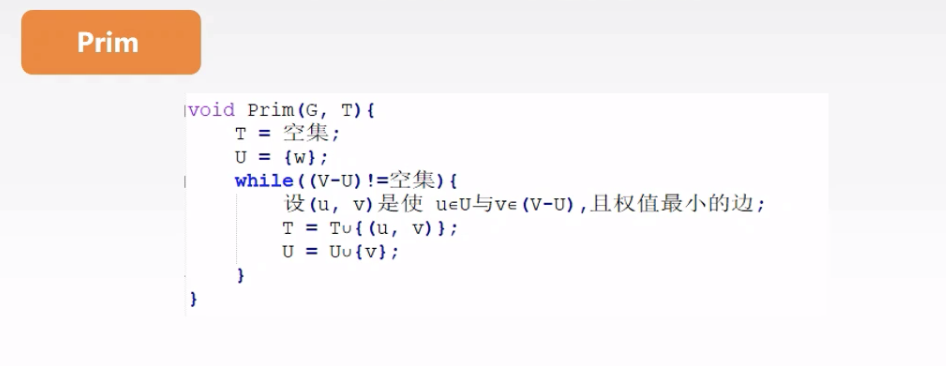 Prim
void Prim(G, T){
T = 空集;
U = {w};
while((V-U)!=空集){
设(u, v)是使 u∈U与v∈(V-U),且权值最小的边;
T = T∪{(u, v)};
U = U∪{v};
}
}